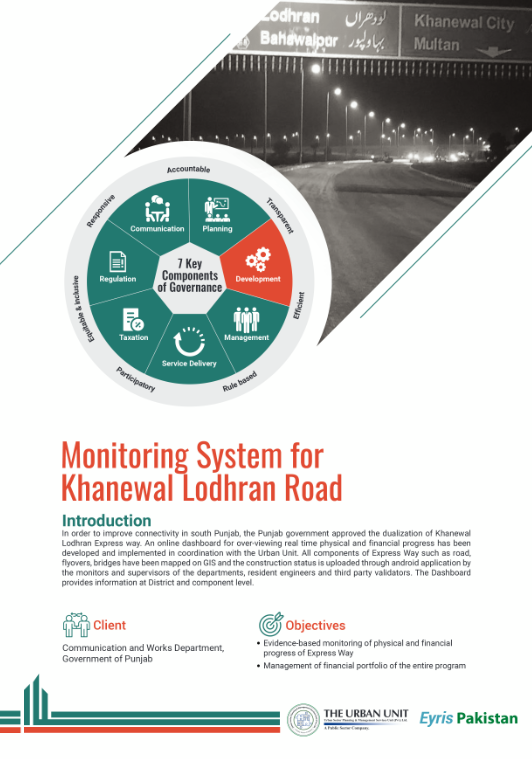 Lodhran لودھراں
Bahawalpur بہاولپور
Khanewal City
Multan
Accountable
Responsive
Transparent
Communication
Planning
Regulation
7 Key
Components
of Governance
Development
Equitable & Inclusive
Efficient
Taxation
Management
Service Delivery
Participatory
Rule based
Monitoring System for
Khanewal Lodhran Road
Introduction
In order to improve connectivity in south Punjab, the Punjab government approved the dualization of Khanewal
Lodhran Express way. An online dashboard for over-viewing real time physical and financial progress has been
developed and implemented in coordination with the Urban Unit. All components of Express Way such as road,
flyovers, bridges have been mapped on GIS and the construction status is uploaded through android application by
the monitors and supervisors of the departments, resident engineers and third party validators. The Dashboard
provides information at District and component level.
Client
Communication and Works Department,
Government of Punjab
Objectives
• Evidence-based monitoring of physical and financial
progress of Express Way
• Management of financial portfolio of the entire program
THE URBAN UNIT
A Public Sector Company
Eyris Pakistan